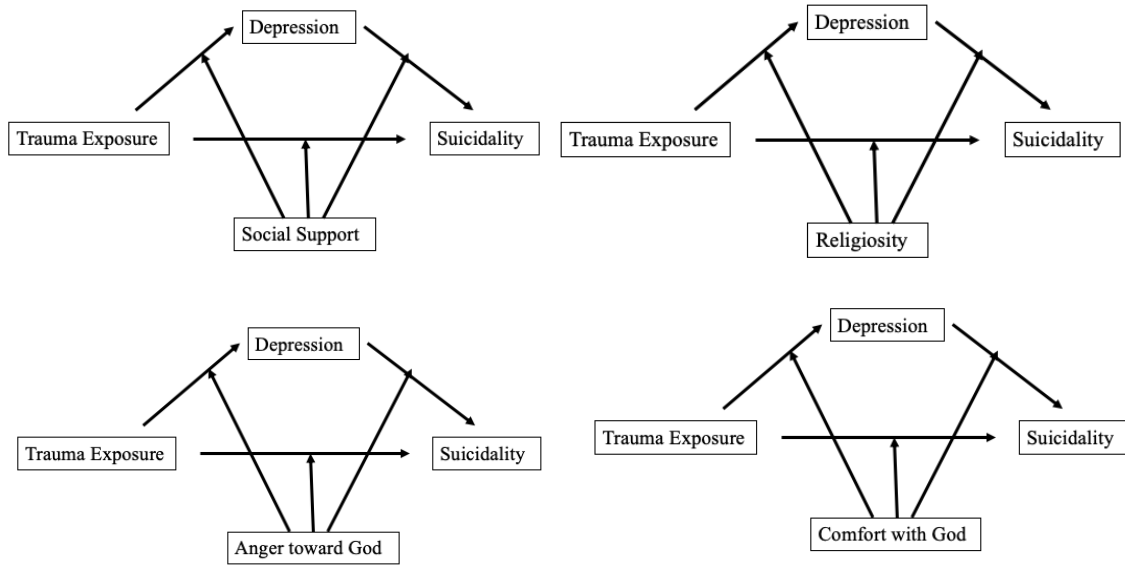 Depression
Trauma Exposure
Suicidality
Social Support
Depression
Trauma Exposure
Suicidality
Religiosity
Depression
Trauma Exposure
Suicidality
Anger toward God
Depression
Trauma Exposure
Suicidality
Comfort with God